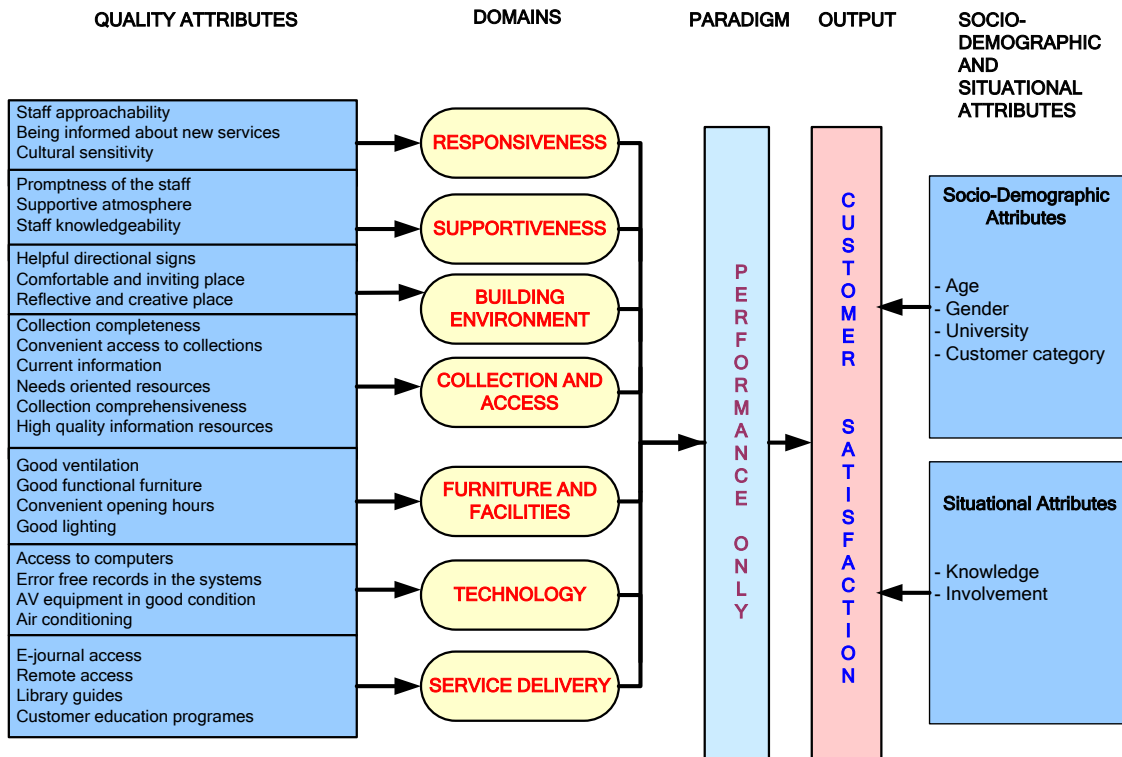 QUALITY ATTRIBUTES
DOMAINS
PARADIGM
OUTPUT
SOCIO-
DEMOGRAPHIC
AND
SITUATIONAL
ATTRIBUTES
Staff approachability
Being informed about new services
Cultural sensitivity
RESPONSIVENESS
Promptness of the staff
Supportive atmosphere
Staff knowledgeability
SUPPORTIVENESS
Helpful directional signs
Comfortable and inviting place
Reflective and creative place
BUILDING
ENVIRONMENT
Collection completeness
Convenient access to collections
Current information
Needs oriented resources
Collection comprehensiveness
High quality information resources
COLLECTION AND
ACCESS
Good ventilation
Good functional furniture
Convenient opening hours
Good lighting
FURNITURE AND
FACILITIES
Access to computers
Error free records in the systems
AV equipment in good condition
Air conditioning
TECHNOLOGY
E-journal access
Remote access
Library guides
Customer education programes
SERVICE DELIVERY
PERFORMANCE ONLY
CUSTOMER SATISFACTION
Socio-Demographic
Attributes
- Age
- Gender
- University
- Customer category
Situational Attributes
- Knowledge
- Involvement